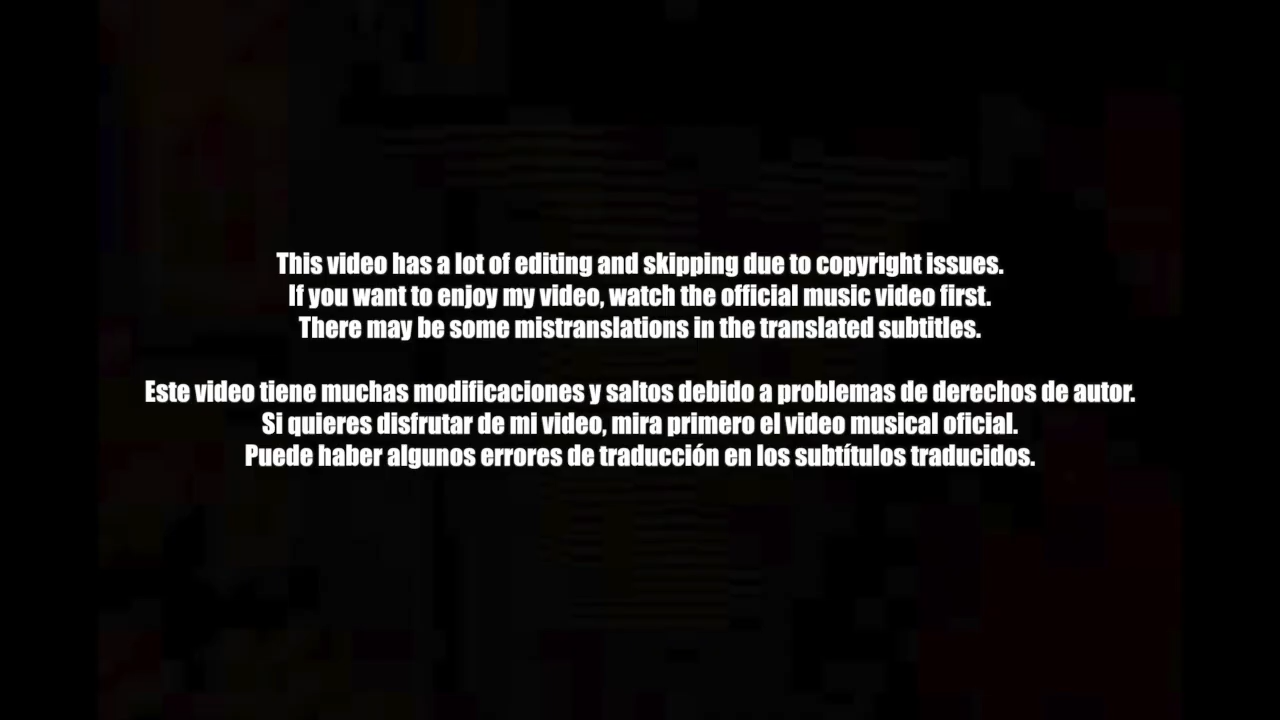 This video has a lot of editing and skipping due to copyright issues.
If you want to enjoy my video, watch the official music video first.
There may be some mistranslations in the translated subtitles.
Este video tiene muchas modificaciones y saltos debido a problemas de derechos de autor.
Si quieres disfrutar de mi video, mira primero el video musical oficial.
Puede haber algunos errores de traducción en los subtítulos traducidos.